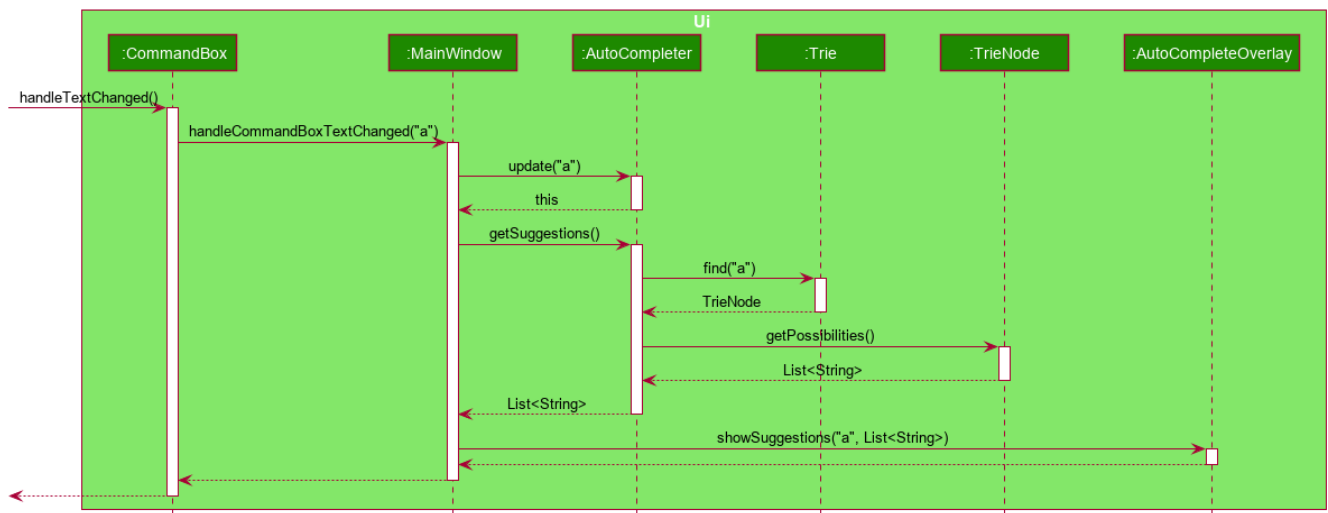 Ui
:CommandBox
:MainWindow
:AutoCompleter
:Trie
:TrieNode
:AutoCompleteOverlay
handleTextChanged()
handleCommandBoxTextChanged("a")
update("a")
this
getSuggestions()
find("a")
TrieNode
getPossibilities()
List<String>
List<String>
showSuggestions("a", List<String>)